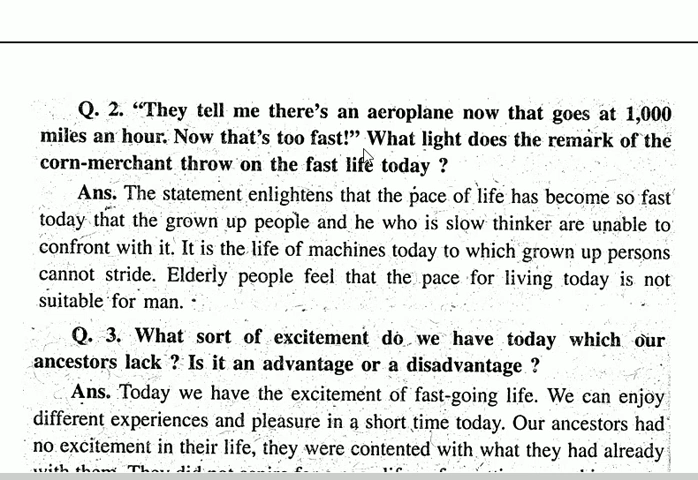 Q. 2. “They tell me there’s an aeroplane now that goes at 1,000
miles an hour. Now that’s too fast!” What light does the remark of the
corn-merchant throw on the fast life today ?
Ans. The statement enlightens that the pace of life has become so fast
today that the grown up people and he who is slow thinker are unable to
confront with it. It is the life of machines today to which grown up persons
cannot stride. Elderly people feel that the pace for living today is not
suitable for man.
Q. 3. What sort of excitement do we have today which our
ancestors lack ? Is it an advantage or a disadvantage ?
Ans. Today we have the excitement of fast-going life. We can enjoy
different experiences and pleasure in a short time today. Our ancestors had
no excitement in their life, they were contented with what they had already
with them. They did not